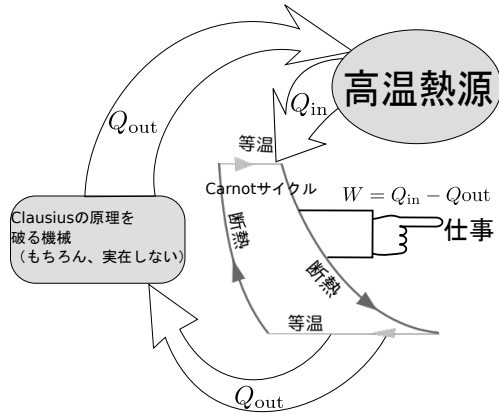 高温熱源
Q_in
Q_out
等温
Carnotサイクル
W = Q_in − Qout
Clausiusの原理を
破る機械
（もちろん、実在しない）
断熱
仕事
断熱
等温
Q_out